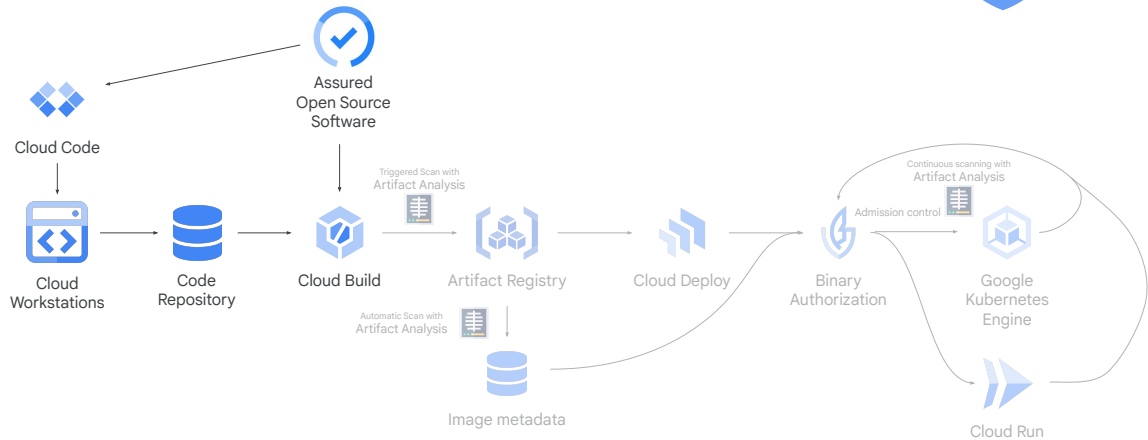 Assured
Open Source
Software
Cloud Code
Triggered Scan with
Artifact Analysis
Continuous scanning with
Artifact Analysis
Admission control
Cloud
Workstations
Code
Repository
Cloud Build
Artifact Registry
Cloud Deploy
Binary
Authorization
Google
Kubernetes
Engine
Automatic Scan with
Artifact Analysis
Image metadata
Cloud Run